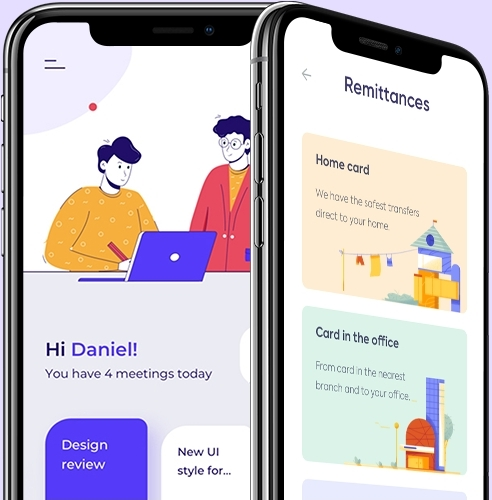 Hi Daniel!
You have 4 meetings today
Design
review
New UI
style for...
Remittances
Home card
We have the safest transfers
direct to your home.
Card in the office
From card in the nearest
branch and to your office.